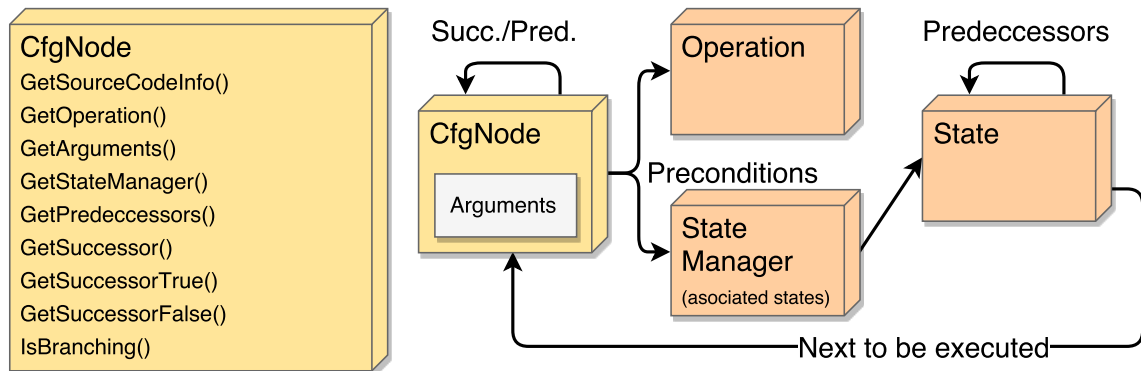 CfgNode
GetSourceCodeInfo()
GetOperation()
GetArguments()
GetStateManager()
GetPredeccessors()
GetSuccessor()
GetSuccessorTrue()
GetSuccessorFalse()
IsBranching()
Succ./Pred.
CfgNode
Arguments
Operation
Preconditions
State
Manager
(asociated states)
Predeccessors
State
Next to be executed